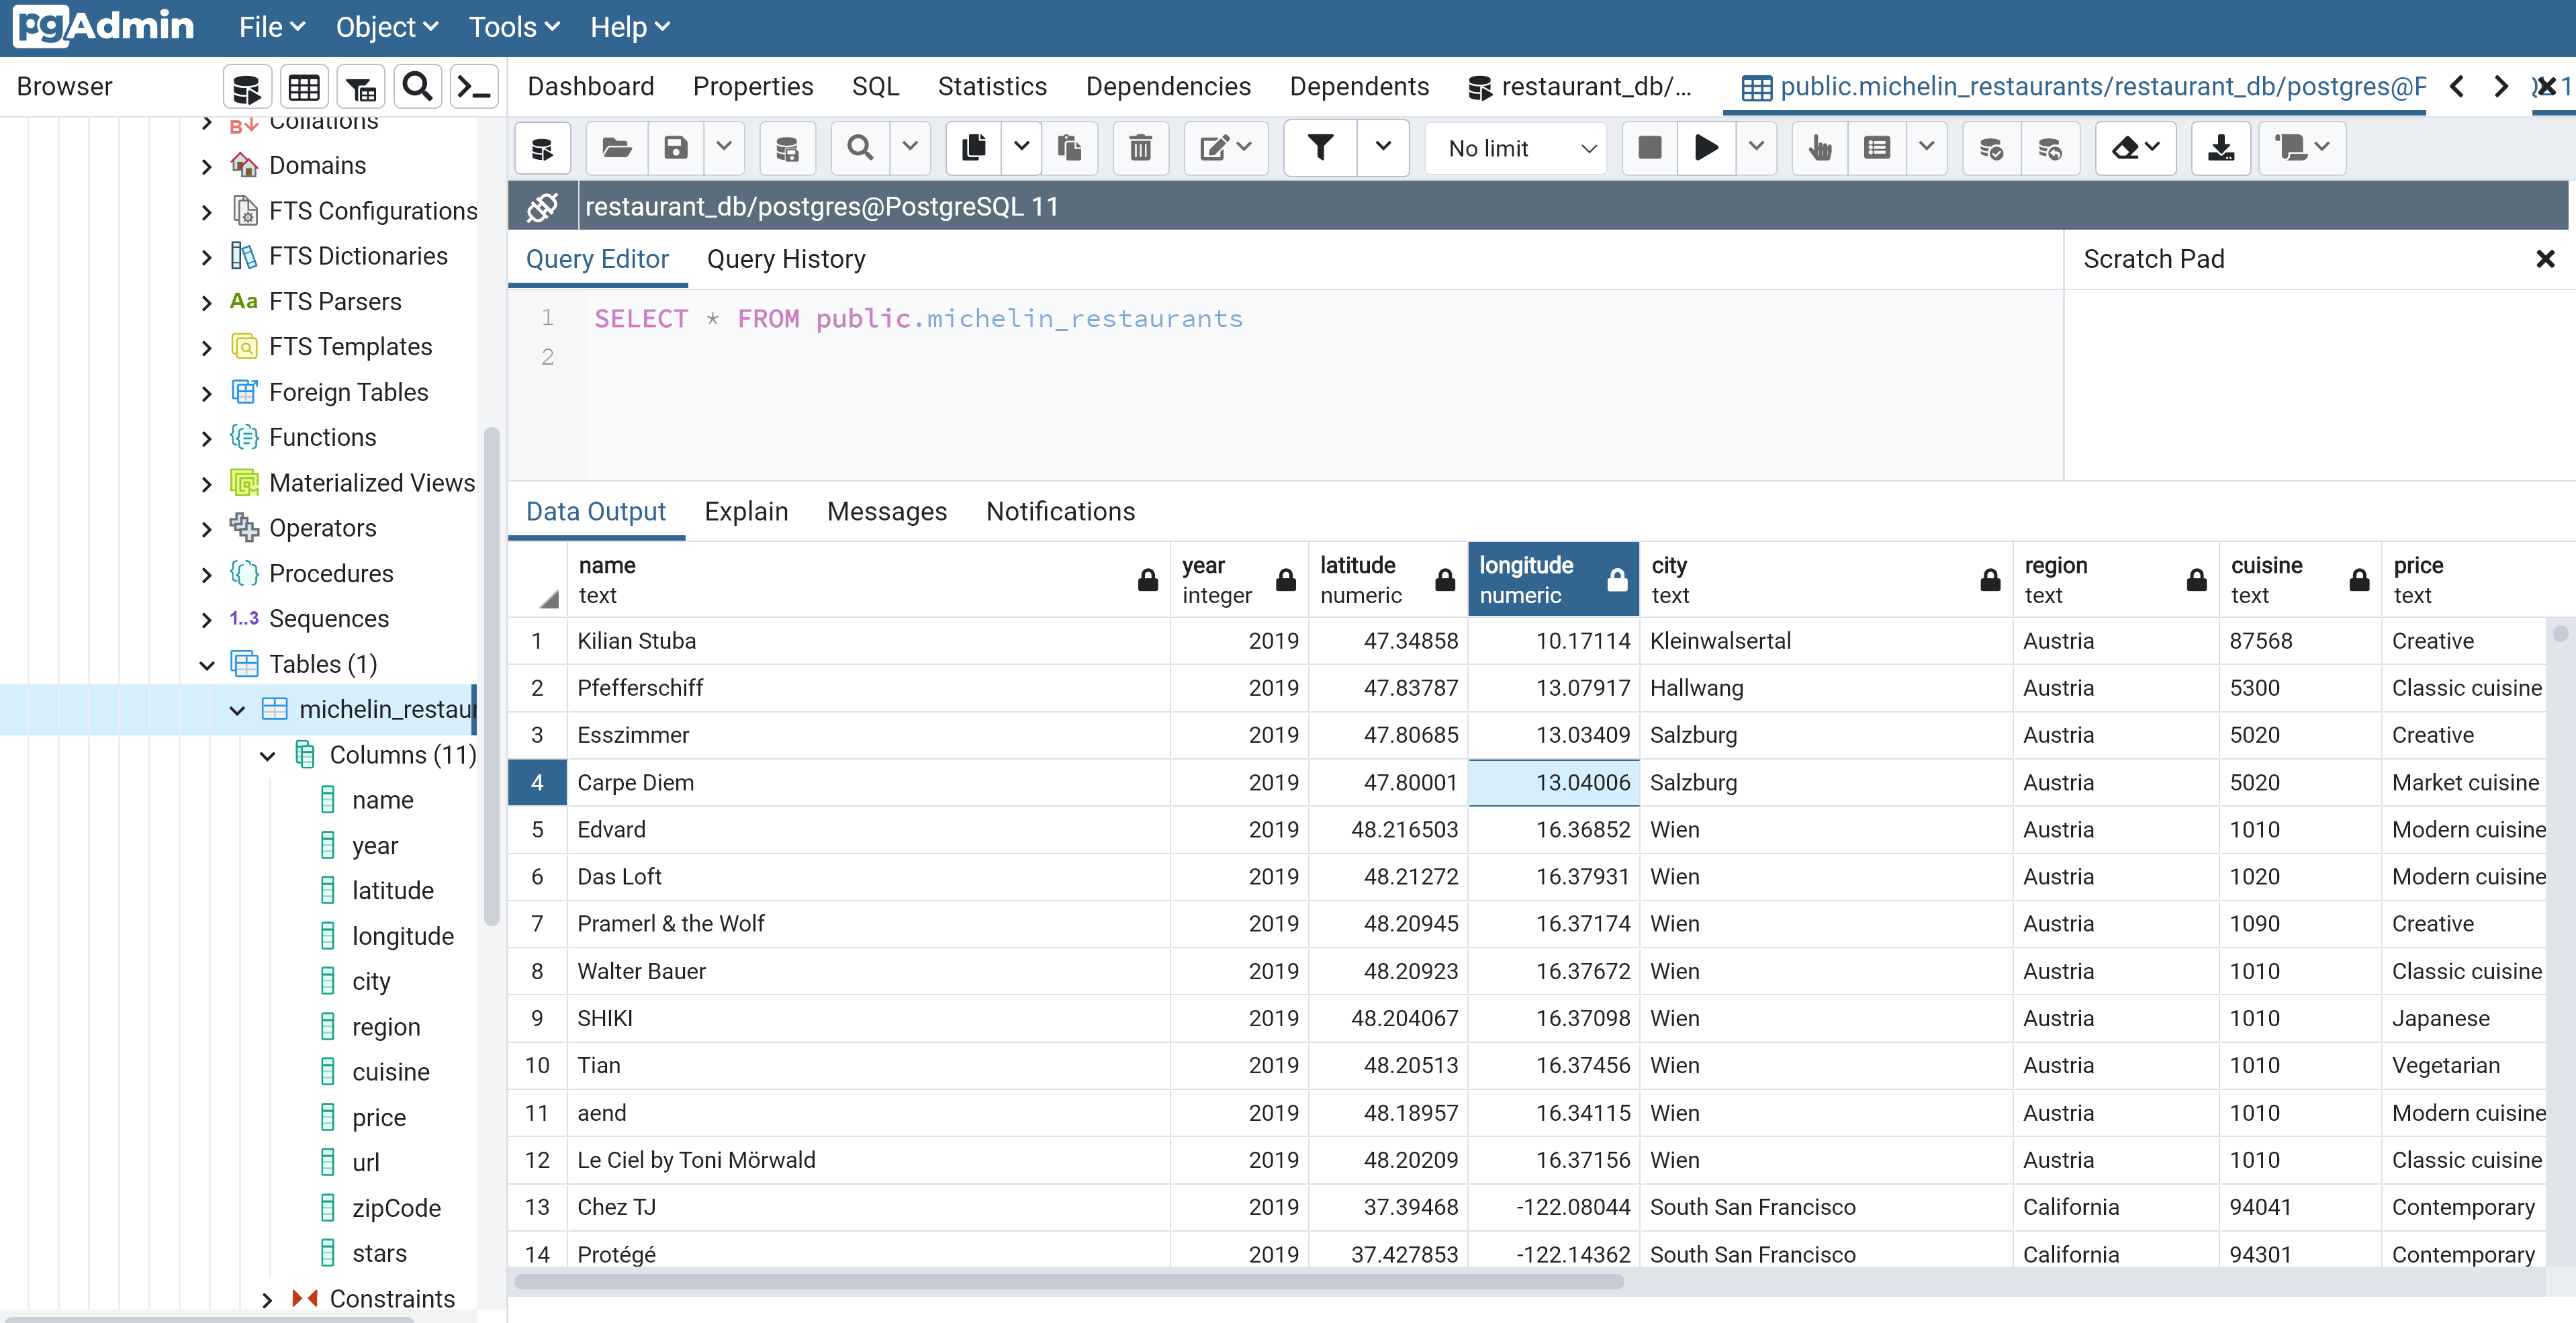 pgAdmin File Object Tools Help
Browser
Dashboard Properties SQL Statistics Dependencies Dependents restaurant_db/... public.michelin_restaurants/restaurant_db/postgres@P
No limit
restaurant_db/postgres@PostgreSQL 11
Query Editor Query History Scratch Pad
1 SELECT * FROM public.michelin_restaurants
2
Collations
Domains
FTS Configurations
FTS Dictionaries
Aa FTS Parsers
FTS Templates
Foreign Tables
Functions
Materialized Views
Operators
Procedures
1..3 Sequences
Tables (1)
michelin_restaur
Columns (11)
name
year
latitude
longitude
city
region
cuisine
price
url
zipCode
stars
Constraints
Data Output Explain Messages Notifications
name year latitude longitude city region cuisine price
text integer numeric numeric text text text text
1 Kilian Stuba 2019 47.34858 10.17114 Kleinwalsertal Austria 87568 Creative
2 Pfefferschiff 2019 47.83787 13.07917 Hallwang Austria 5300 Classic cuisine
3 Esszimmer 2019 47.80685 13.03409 Salzburg Austria 5020 Creative
4 Carpe Diem 2019 47.80001 13.04006 Salzburg Austria 5020 Market cuisine
5 Edvard 2019 48.216503 16.36852 Wien Austria 1010 Modern cuisine
6 Das Loft 2019 48.21272 16.37931 Wien Austria 1020 Modern cuisine
7 Pramerl & the Wolf 2019 48.20945 16.37174 Wien Austria 1090 Creative
8 Walter Bauer 2019 48.20923 16.37672 Wien Austria 1010 Classic cuisine
9 SHIKI 2019 48.204067 16.37098 Wien Austria 1010 Japanese
10 Tian 2019 48.20513 16.37456 Wien Austria 1010 Vegetarian
11 aend 2019 48.18957 16.34115 Wien Austria 1010 Modern cuisine
12 Le Ciel by Toni Mörwald 2019 48.20209 16.37156 Wien Austria 1010 Classic cuisine
13 Chez TJ 2019 37.39468 -122.08044 South San Francisco California 94041 Contemporary
14 Protégé 2019 37.427853 -122.14362 South San Francisco California 94301 Contemporary